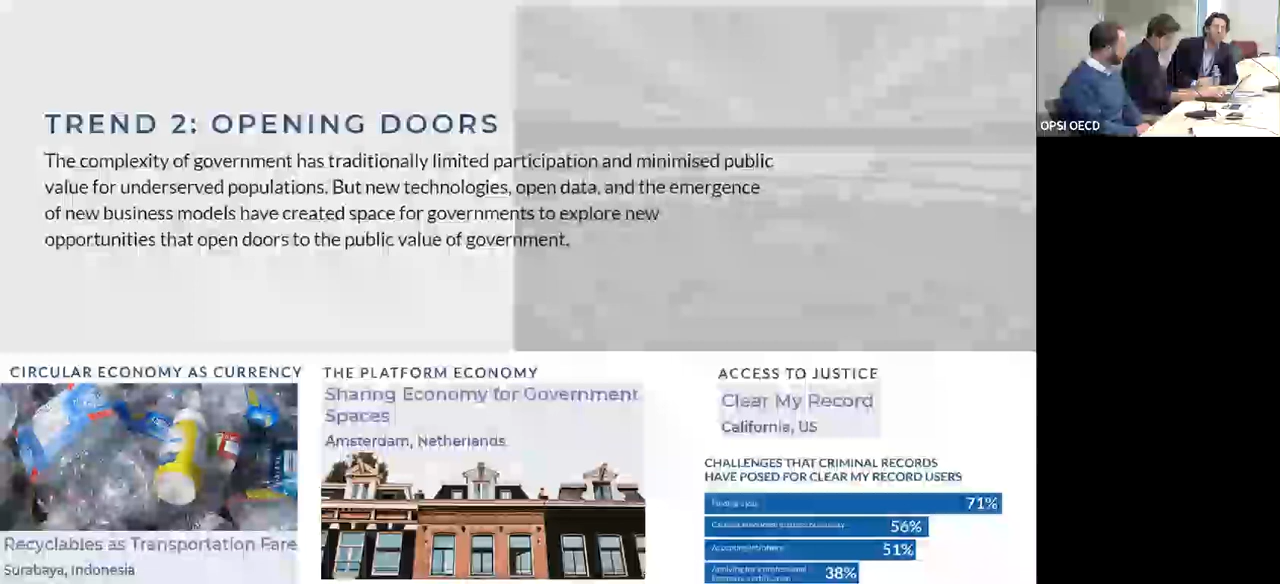 TREND 2: OPENING DOORS
The complexity of government has traditionally limited participation and minimised public
value for underserved populations. But new technologies, open data, and the emergence
of new business models have created space for governments to explore new
opportunities that open doors to the public value of government.
OPSI OECD
CIRCULAR ECONOMY AS CURRENCY
Recyclables as Transportation Fare
Surabaya, Indonesia
THE PLATFORM ECONOMY
Sharing Economy for Government
Spaces
Amsterdam, Netherlands
ACCESS TO JUSTICE
Clear My Record
California, US
CHALLENGES THAT CRIMINAL RECORDS
HAVE POSED FOR CLEAR MY RECORD USERS
71%
56%
51%
Applying for a professional
38%